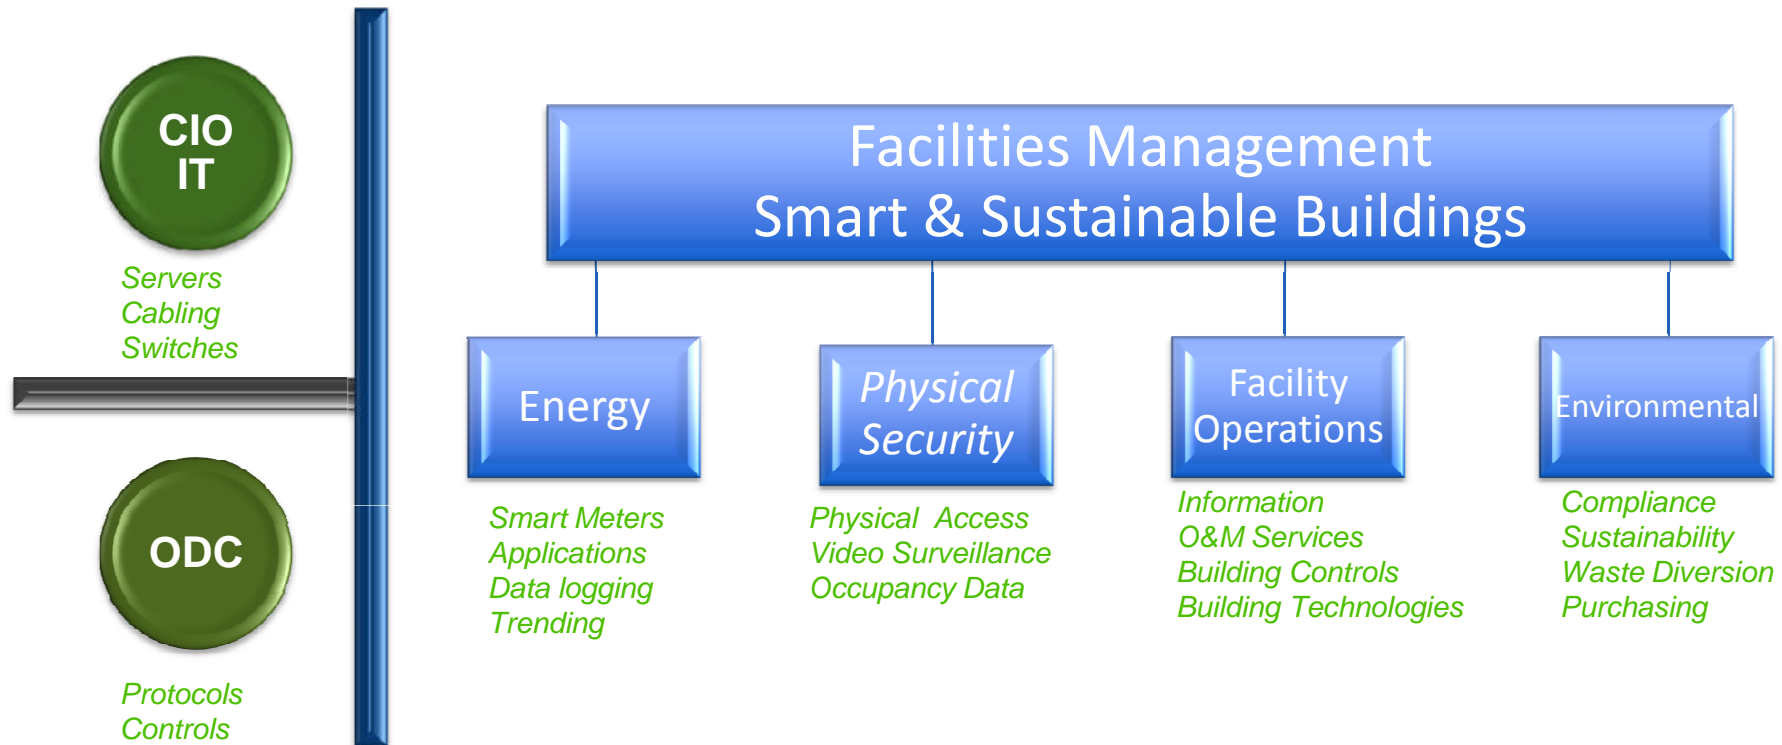 CIO
IT
Servers
Cabling
Switches
ODC
Protocols
Controls
Facilities Management
Smart & Sustainable Buildings
Energy
Smart Meters
Applications
Data logging
Trending
Physical
Security
Physical Access
Video Surveillance
Occupancy Data
Facility
Operations
Information
O&M Services
Building Controls
Building Technologies
Environmental
Compliance
Sustainability
Waste Diversion
Purchasing